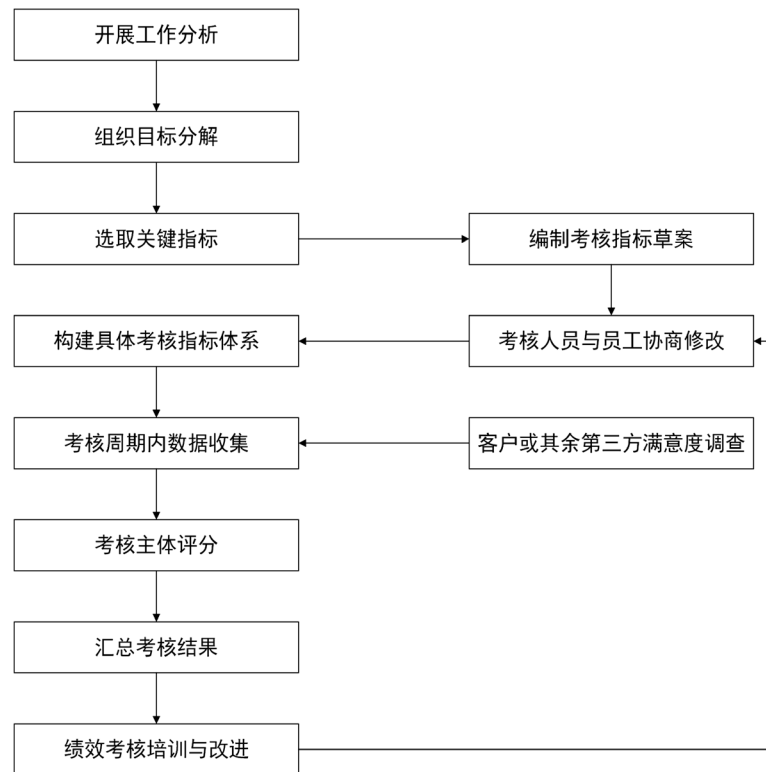 开展工作分析
组织目标分解
选取关键指标
编制考核指标草案
构建具体考核指标体系
考核人员与员工协商修改
考核周期内数据收集
客户或其余第三方满意度调查
考核主体评分
汇总考核结果
绩效考核培训与改进